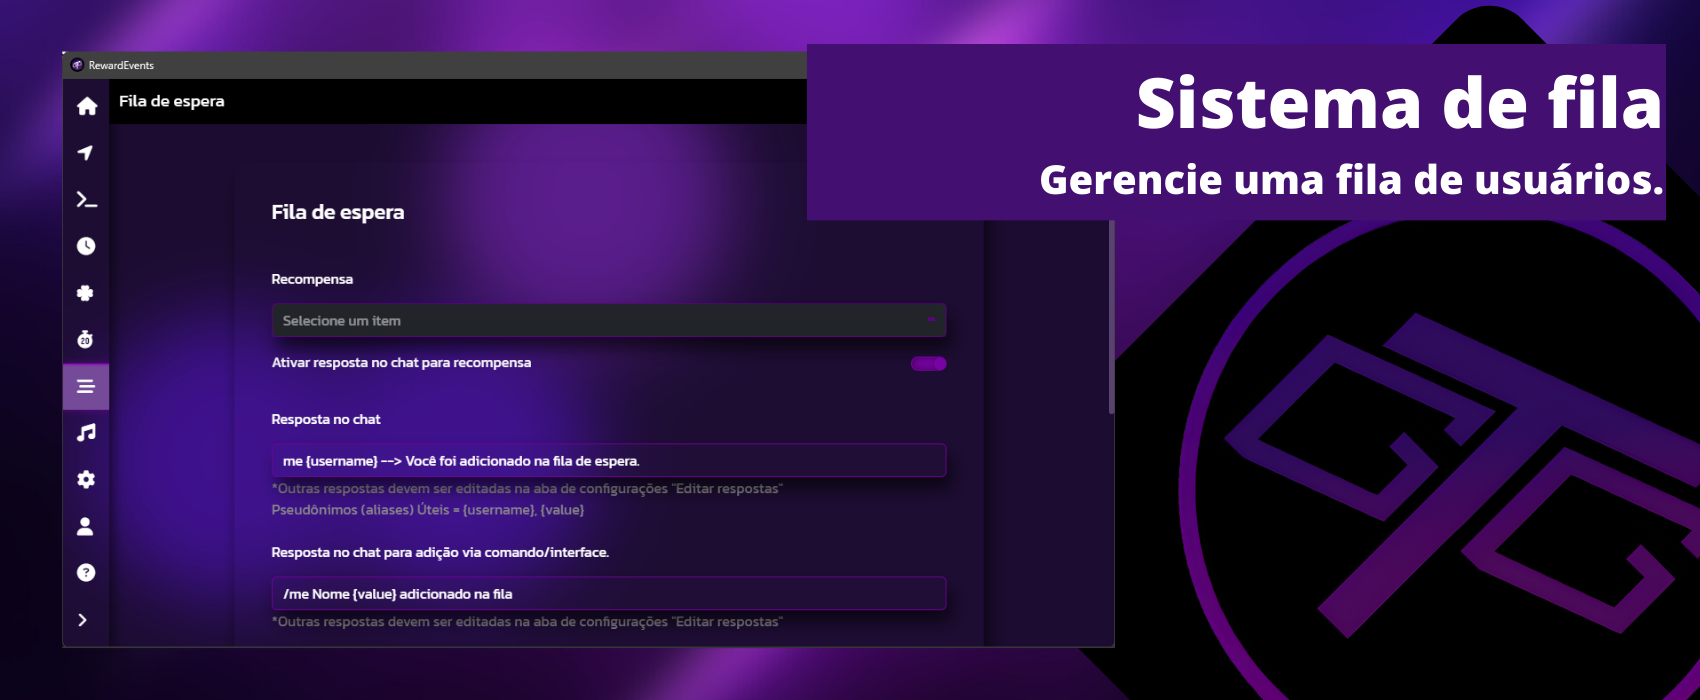 RewardEvents
Fila de espera
Sistema de fila
Gerencie uma fila de usuários.
Fila de espera
Recompensa
Selecione um item
Ativar resposta no chat para recompensa
Resposta no chat
me {username} --> Você foi adicionado na fila de espera.
*Outras respostas devem ser editadas na aba de configurações "Editar respostas"
Pseudônimos (aliases) Úteis = {username}, {value}
Resposta no chat para adição via comando/interface.
/me Nome {value} adicionado na fila
*Outras respostas devem ser editadas na aba de configurações "Editar respostas"
20